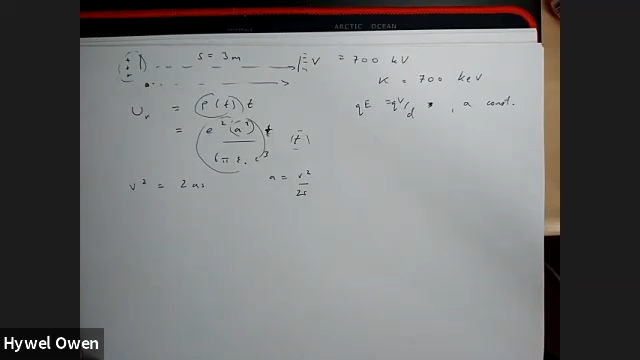 ARCTIC OCEAN
s = 3m V = 700 kV
K = 700 keV
U_r = P(t) t
qE = qV/d , a const.
= e² (a²) t
6π ε₀ c³ (t)
v² = 2as a = v²
2s
Hywel Owen